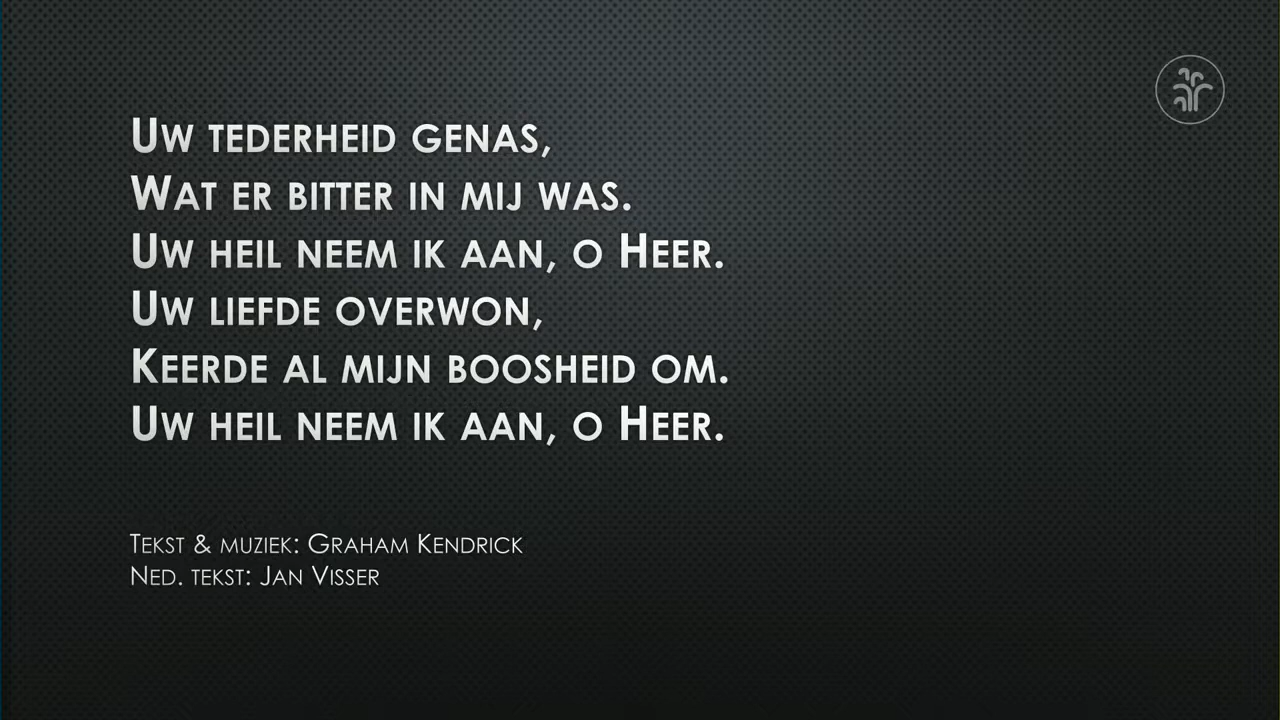 Uw tederheid genas,
Wat er bitter in mij was.
Uw heil neem ik aan, o Heer.
Uw liefde overwon,
Keerde al mijn boosheid om.
Uw heil neem ik aan, o Heer.
Tekst & muziek: Graham Kendrick
Ned. tekst: Jan Visser